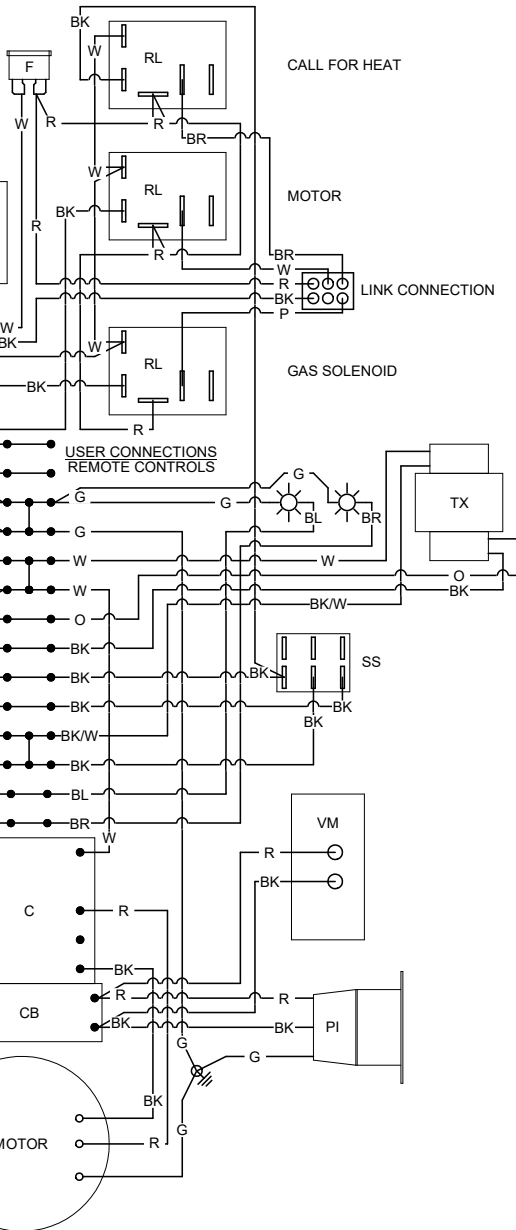 BK
W
RL
CALL FOR HEAT
F
W
W
R
R
BR
RL
MOTOR
W
BK
R
R
BR
W
R
LINK CONNECTION
BK
P
W
BK
W
RL
GAS SOLENOID
BK
R
USER CONNECTIONS
REMOTE CONTROLS
G
G
G
TX
BL
BR
G
W
W
O
W
BK
O
BK/W
BK
SS
BK
BK
BK
BK
BK
BK/W
BK
BL
VM
BR
W
R
BK
C
R
BK
R
R
CB
BK
BK
PI
G
G
BK
G
MOTOR
R